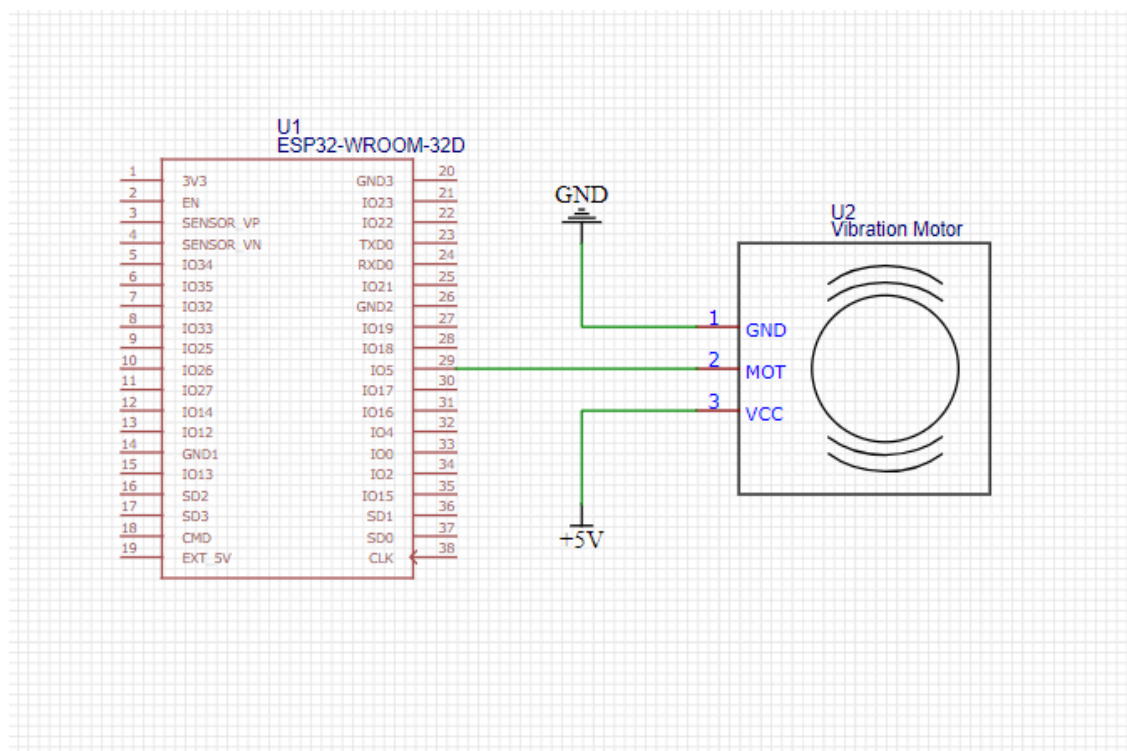 U1
ESP32-WROOM-32D
1 3V3 GND3 20
2 EN IO23 21
3 SENSOR_VP IO22 22
4 SENSOR_VN TXD0 23
5 IO34 RXD0 24
6 IO35 IO21 25
7 IO32 GND2 26
8 IO33 IO19 27
9 IO25 IO18 28
10 IO26 IO5 29
11 IO27 IO17 30
12 IO14 IO16 31
13 IO12 IO4 32
14 GND1 IO0 33
15 IO13 IO2 34
16 SD2 IO15 35
17 SD3 SD1 36
18 CMD SD0 37
19 EXT_5V CLK 38
GND
+5V
U2
Vibration Motor
1 GND
2 MOT
3 VCC